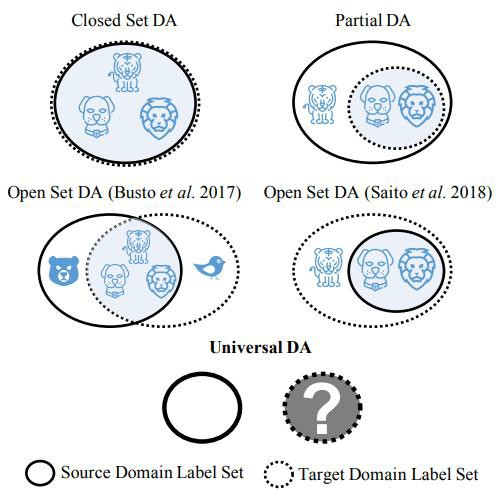 Closed Set DA
Partial DA
Open Set DA (Busto et al. 2017)
Open Set DA (Saito et al. 2018)
Universal DA
?
Source Domain Label Set
Target Domain Label Set